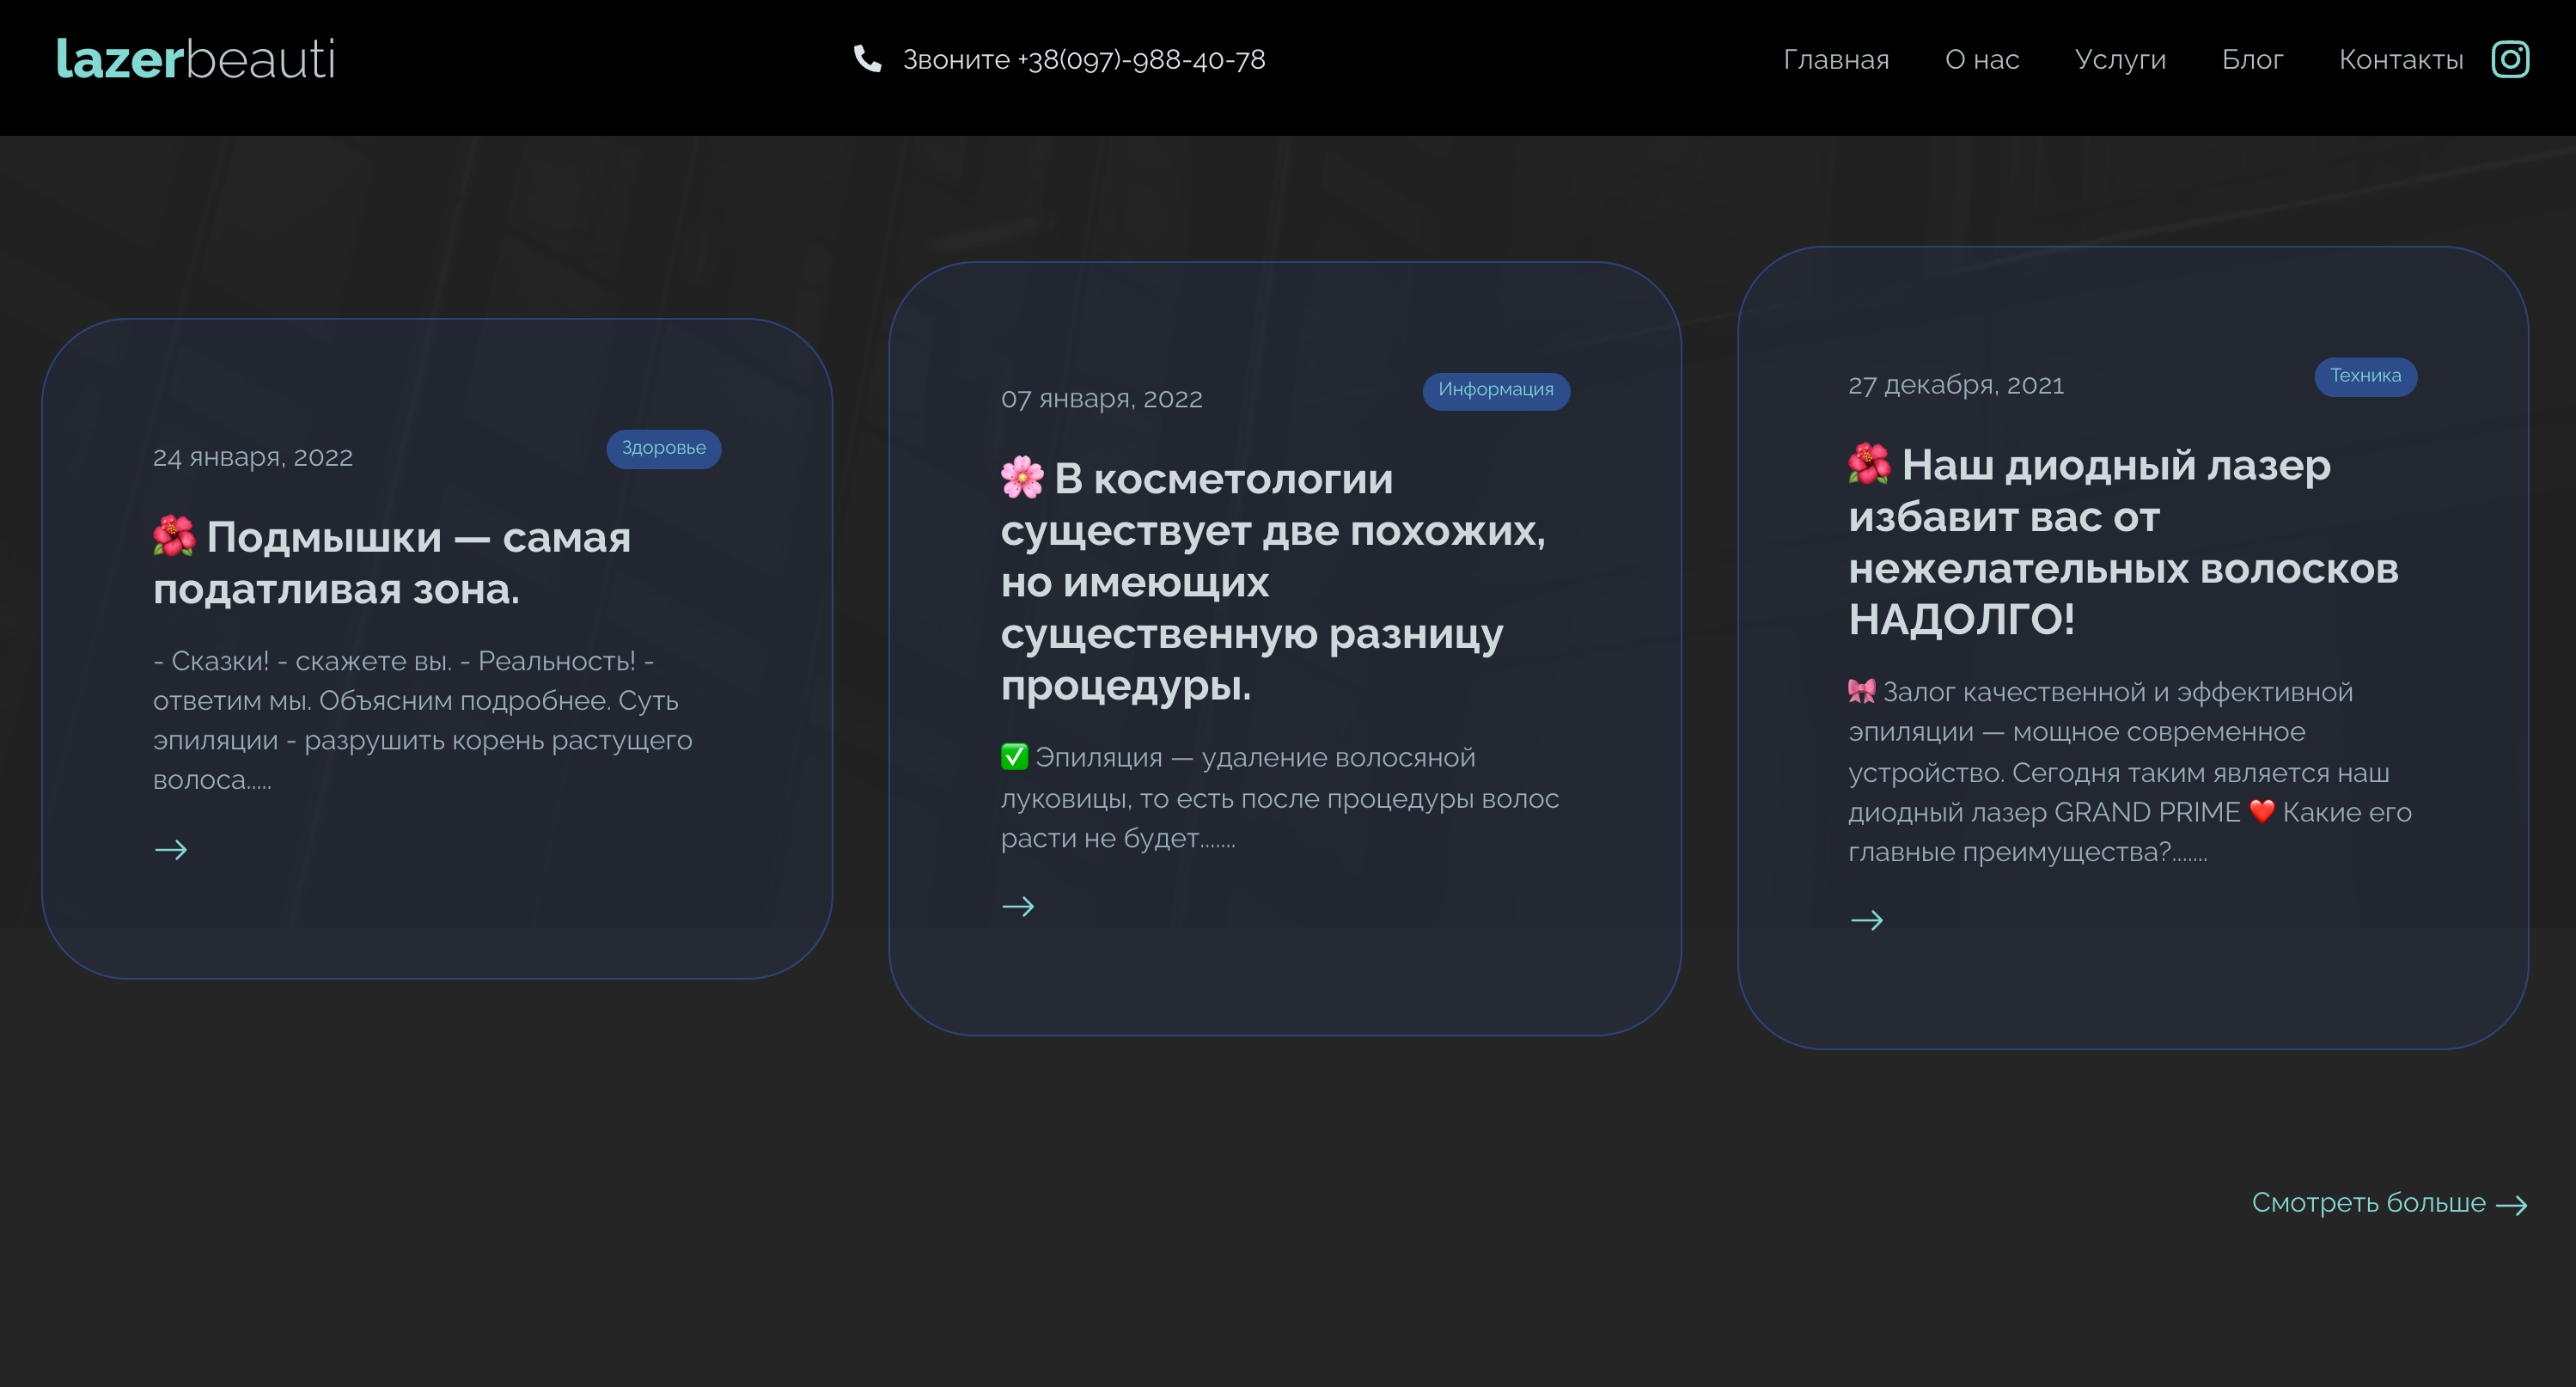 lazerbeauti
Звоните +38(097)-988-40-78
Главная О нас Услуги Блог Контакты
24 января, 2022
Здоровье
🌺 Подмышки — самая
податливая зона.
- Сказки! - скажете вы. - Реальность! -
ответим мы. Объясним подробнее. Суть
эпиляции - разрушить корень растущего
волоса.....
07 января, 2022
Информация
🌸 В косметологии
существует две похожих,
но имеющих
существенную разницу
процедуры.
✅ Эпиляция — удаление волосяной
луковицы, то есть после процедуры волос
расти не будет.......
27 декабря, 2021
Техника
🌺 Наш диодный лазер
избавит вас от
нежелательных волосков
НАДОЛГО!
🎀 Залог качественной и эффективной
эпиляции — мощное современное
устройство. Сегодня таким является наш
диодный лазер GRAND PRIME ❤️ Какие его
главные преимущества?.......
Смотреть больше